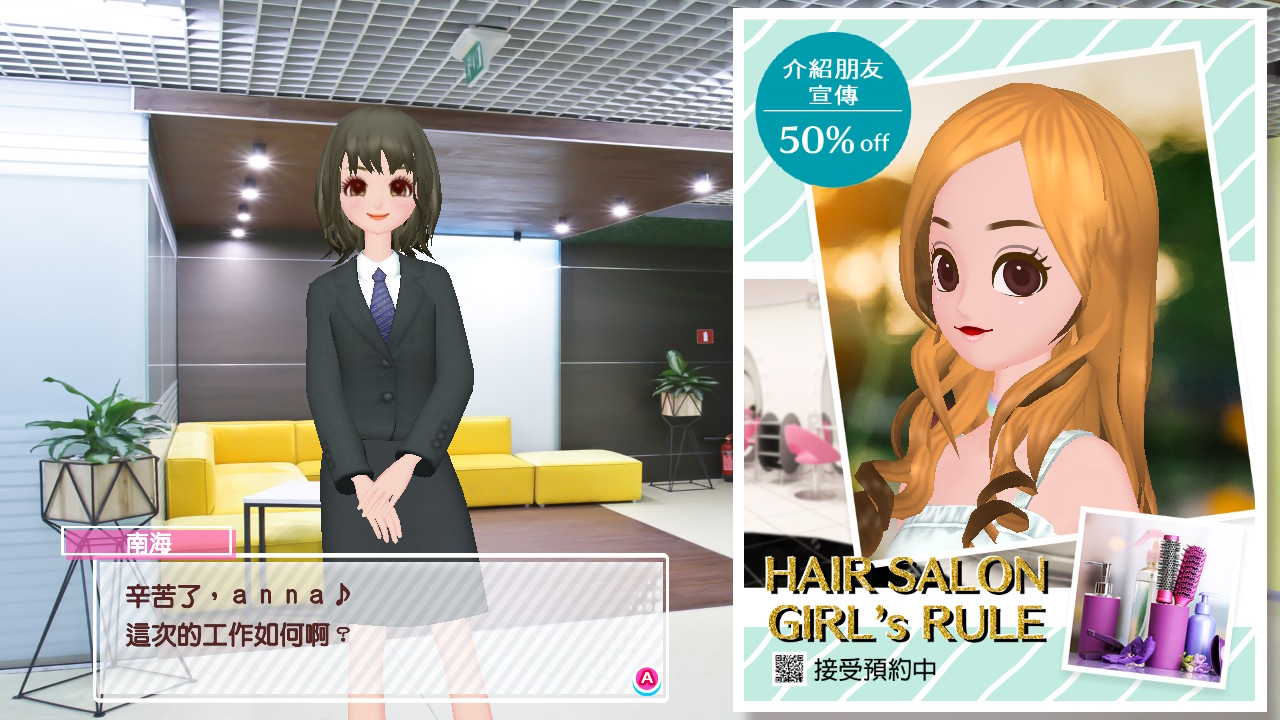 南海
辛苦了,anna♪
這次的工作如何啊?
A
介紹朋友
宣傳
50% off
HAIR SALON
GIRL's RULE
接受預約中